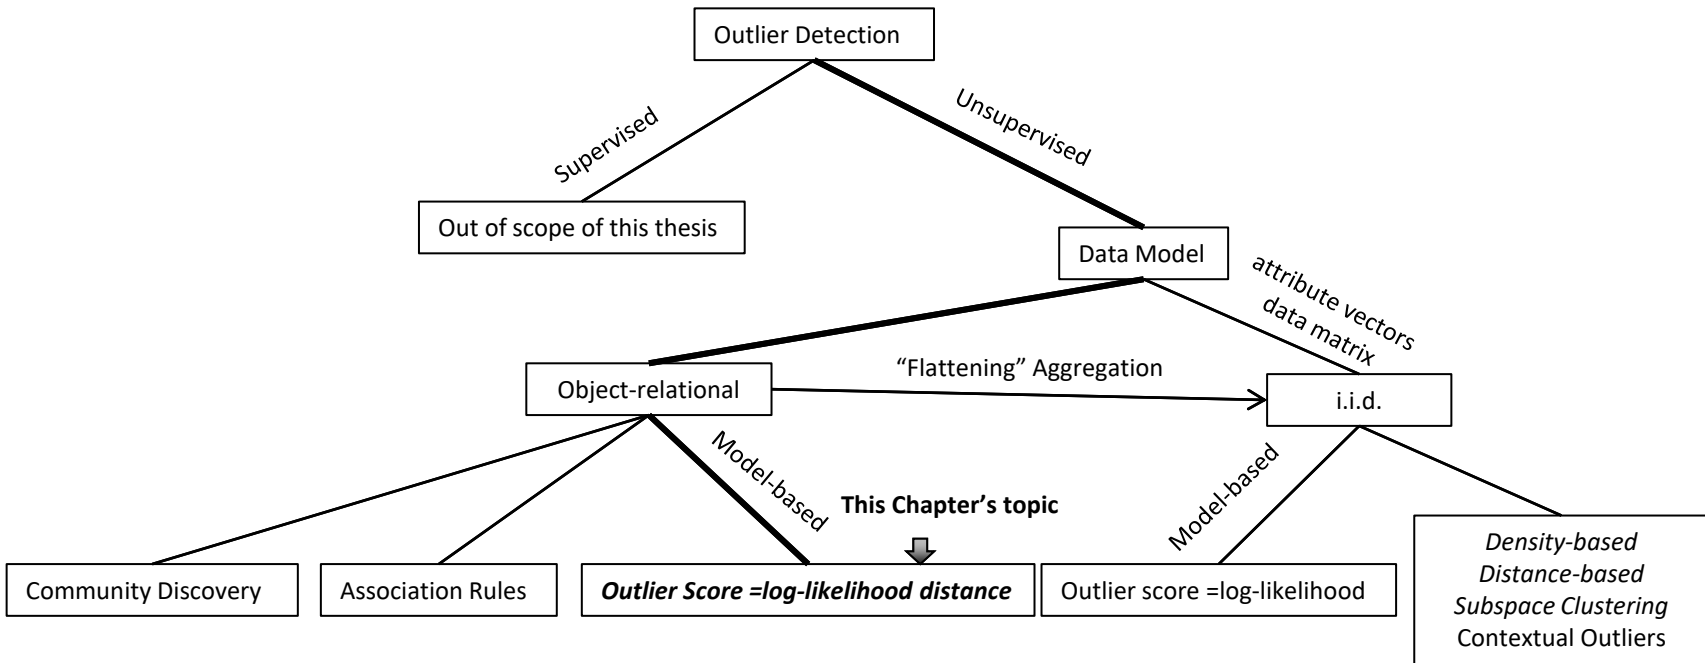 Outlier Detection
Supervised
Unsupervised
Out of scope of this thesis
Data Model
attribute vectors
data matrix
Object-relational
“Flattening” Aggregation
i.i.d.
Model-based
This Chapter’s topic
Model-based
Community Discovery
Association Rules
Outlier Score =log-likelihood distance
Outlier score =log-likelihood
Density-based
Distance-based
Subspace Clustering
Contextual Outliers